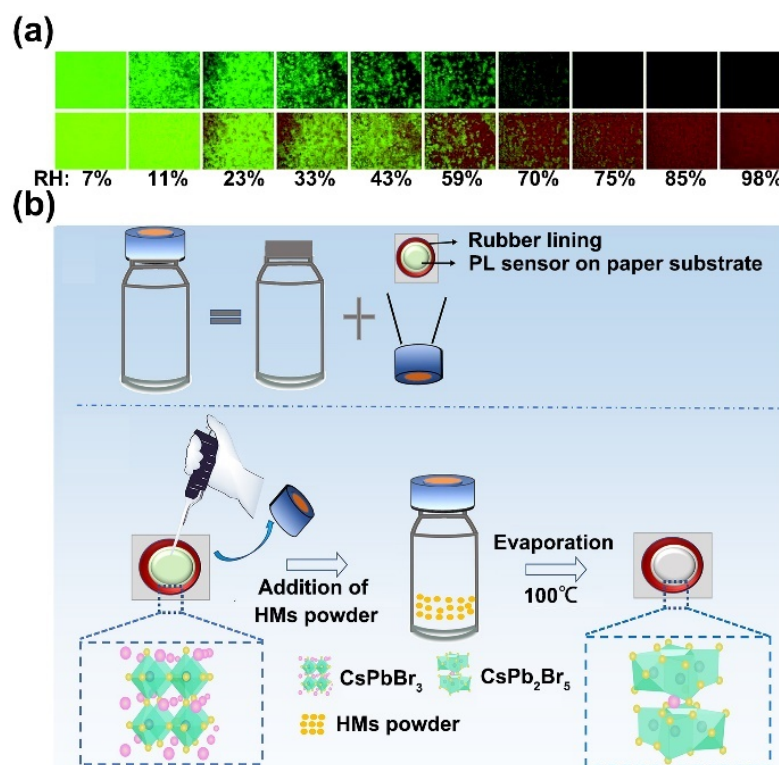 (a)
RH: 7% 11% 23% 33% 43% 59% 70% 75% 85% 98%
(b)
Rubber lining
PL sensor on paper substrate
Addition of
HMs powder
Evaporation
100℃
CsPbBr₃
CsPb₂Br₅
HMs powder